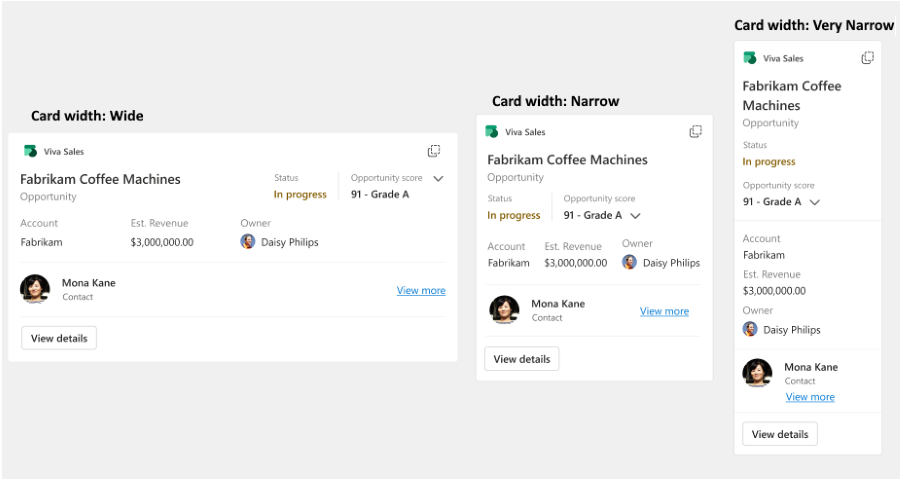 Card width: Wide
Viva Sales
Fabrikam Coffee Machines
Opportunity
Status
In progress
Opportunity score
91 - Grade A
Account
Fabrikam
Est. Revenue
$3,000,000.00
Owner
Daisy Philips
Mona Kane
Contact
View more
View details
Card width: Narrow
Viva Sales
Fabrikam Coffee Machines
Opportunity
Status
In progress
Opportunity score
91 - Grade A
Account
Fabrikam
Est. Revenue
$3,000,000.00
Owner
Daisy Philips
Mona Kane
Contact
View more
View details
Card width: Very Narrow
Viva Sales
Fabrikam Coffee
Machines
Opportunity
Status
In progress
Opportunity score
91 - Grade A
Account
Fabrikam
Est. Revenue
$3,000,000.00
Owner
Daisy Philips
Mona Kane
Contact
View more
View details